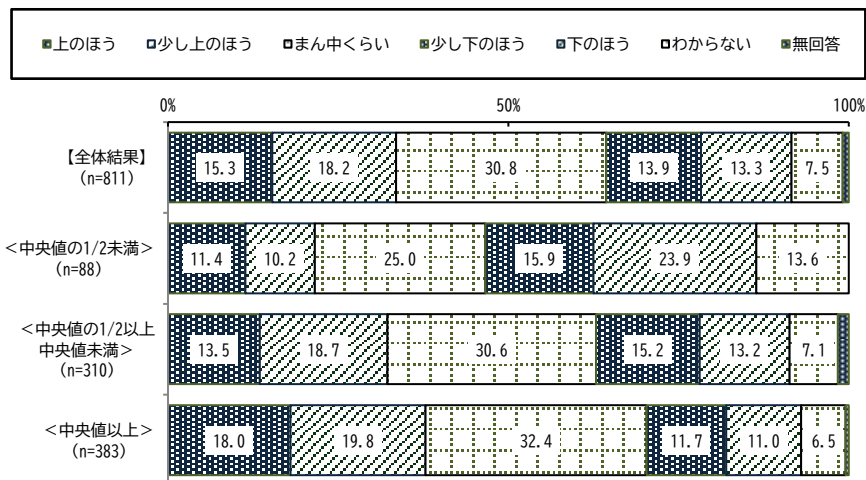 上のほう 少し上のほう まん中くらい 少し下のほう 下のほう わからない 無回答
0% 50% 100%
【全体結果】
(n=811)
15.3 18.2 30.8 13.9 13.3 7.5
<中央値の1/2未満>
(n=88)
11.4 10.2 25.0 15.9 23.9 13.6
<中央値の1/2以上
中央値未満>
(n=310)
13.5 18.7 30.6 15.2 13.2 7.1
<中央値以上>
(n=383)
18.0 19.8 32.4 11.7 11.0 6.5